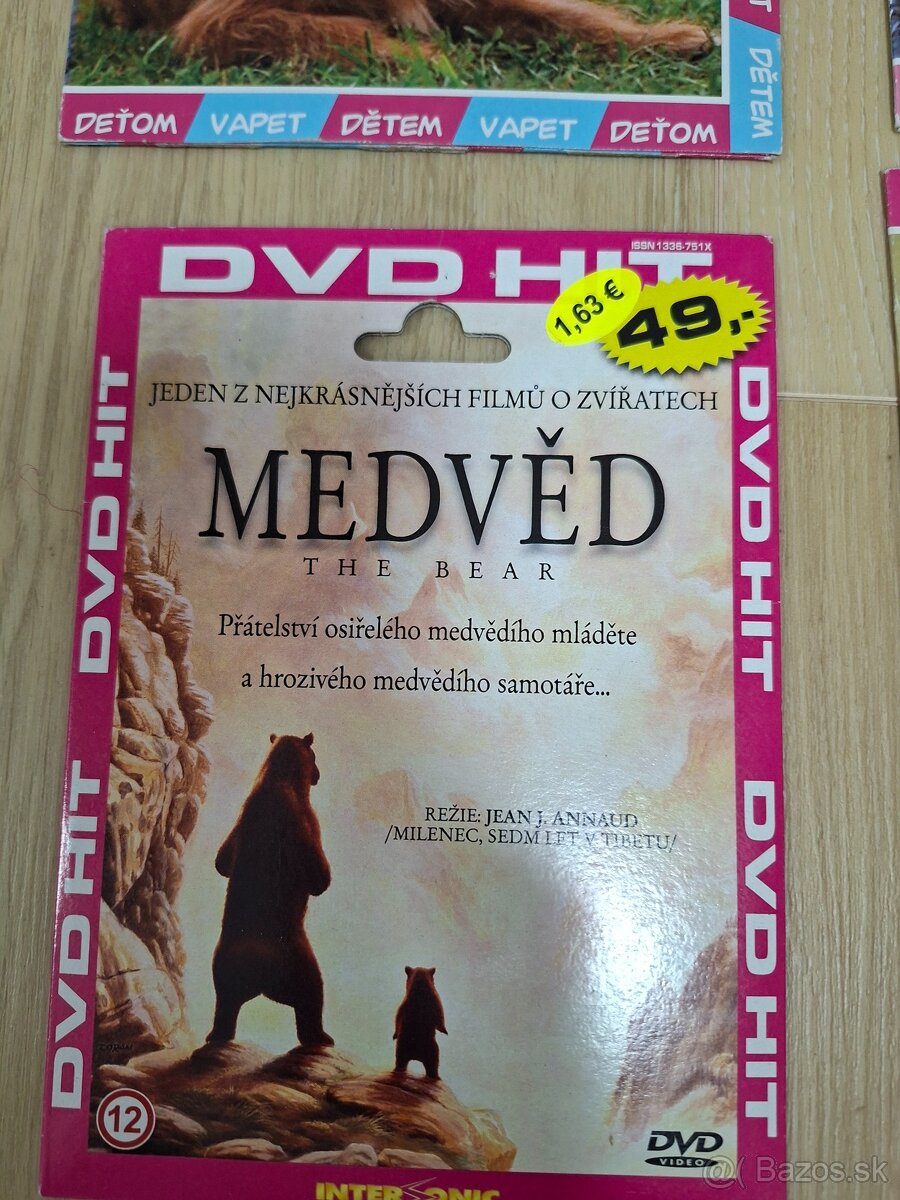 DEŤOM VAPET DĚTEM VAPET DEŤOM
DĚTEM
ISSN 1336-751X
DVD HIT
1,63 €
49,-
JEDEN Z NEJKRÁSNĚJŠÍCH FILMŮ O ZVÍŘATECH
MEDVĚD
THE BEAR
Přátelství osiřelého medvědího mláděte
a hrozivého medvědího samotáře...
REŽIE: JEAN J. ANNAUD
/MILENEC, SEDM LET V TIBETU/
DVD HIT
DVD HIT
DVD HIT
DVD HIT
12
DVD
VIDEO
INTERSONIC
Bazos.sk